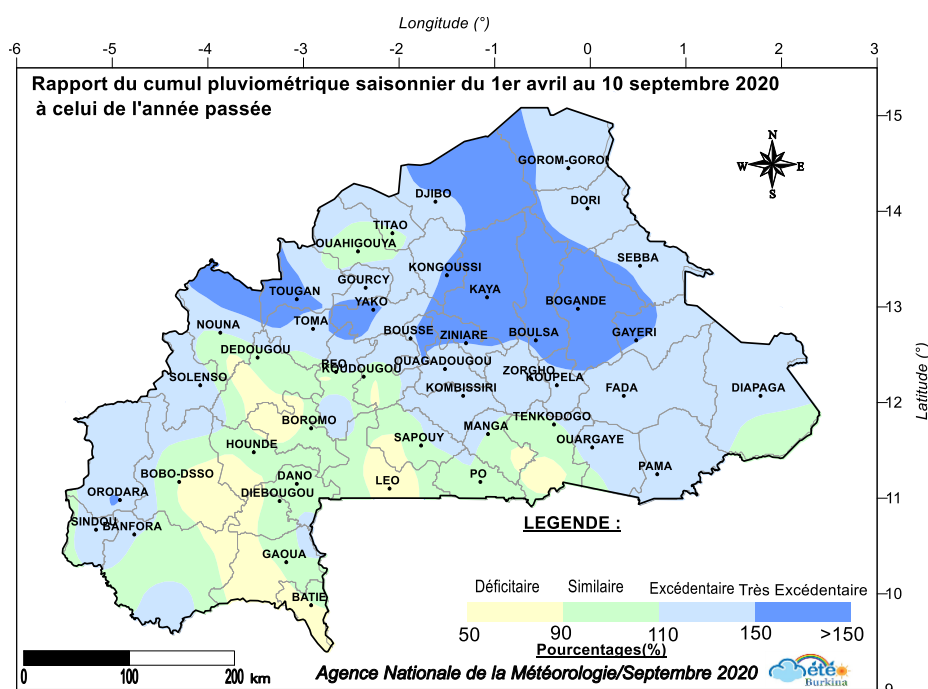 Longitude (°)
-6 -5 -4 -3 -2 -1 0 1 2 3
Rapport du cumul pluviométrique saisonnier du 1er avril au 10 septembre 2020
à celui de l'année passée
15
N
W E
S
GOROM-GOROM
DJIBO
DORI
14
TITAO
OUAHIGOUYA
SEBBA
KONGOUSSI
GOURCY
KAYA
TOUGAN
YAKO
BOGANDE
13
NOUNA
TOMA
BOUSSE
ZINIARE
BOULSA
GAYERI
DEDOUGOU
REO
KOUDOUGOU
OUAGADOUGOU
ZORGHO
KOUPELA
SOLENSO
KOMBISSIRI
FADA
DIAPAGA
Latitude (°)
12
BOROMO
MANGA
TENKODOGO
HOUNDE
SAPOUY
OUARGAYE
BOBO-DSSO
DANO
LEO
PO
PAMA
ORODARA
DIEBOUGOU
11
SINDOU
BANFORA
LEGENDE :
GAOUA
Déficitaire Similaire Excédentaire Très Excédentaire
BATIE
10
50 90 110 150 >150
Pourcentages(%)
0 100 200 km
Agence Nationale de la Météorologie/Septembre 2020
Météo
Burkina
9